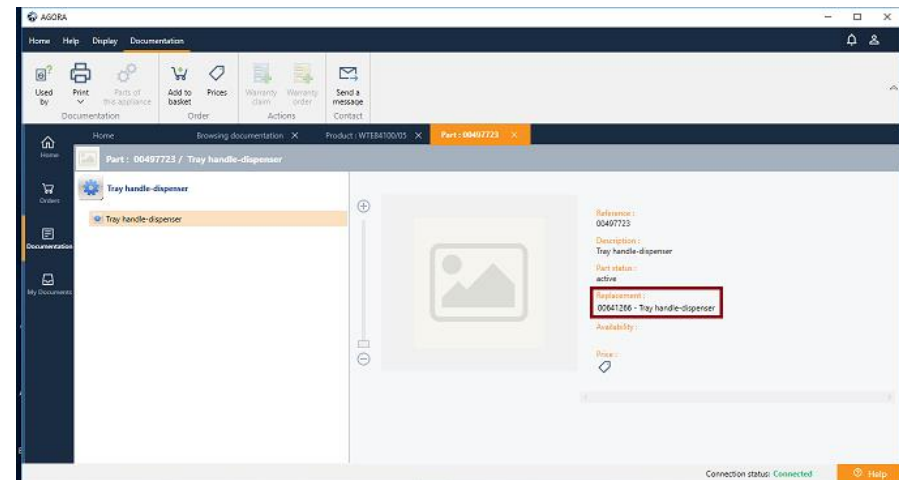 AGORA
Home Help Display Documentation
Used by
Print
Parts of this appliance
Add to basket
Prices
Warranty claim
Warranty order
Send a message
Documentation
Order
Actions
Contact
Home
Browsing documentation
Product : WTEB4100/05
Part : 00497723
Home
Part : 00497723 / Tray handle-dispenser
Orders
Documentation
My Documents
Tray handle-dispenser
Tray handle-dispenser
Reference :
00497723
Description :
Tray handle-dispenser
Part status :
active
Replacement :
00641266 - Tray handle-dispenser
Availability :
Price :
Connection status: Connected
Help